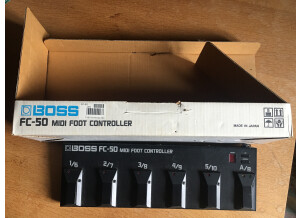 BOSS
FC-50 MIDI FOOT CONTROLLER
MADE IN JAPAN
BOSS FC-50 MIDI FOOT CONTROLLER
1/6 2/7 3/8 4/9 5/10 A/B